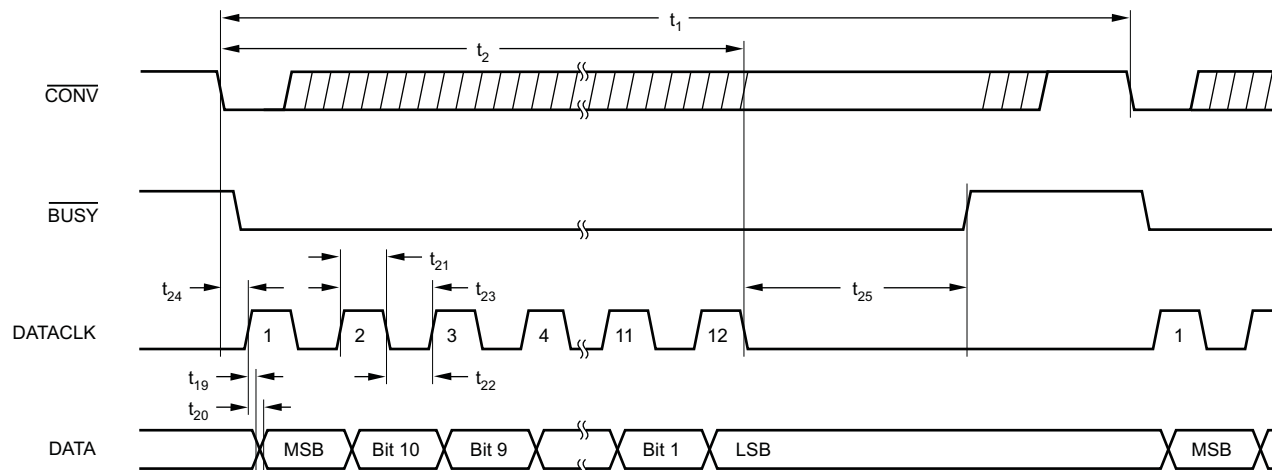 t1
t2
CONV
BUSY
t21
t24
t23
t25
DATACLK
1
2
3
4
11
12
1
t19
t22
t20
DATA
MSB
Bit 10
Bit 9
Bit 1
LSB
MSB